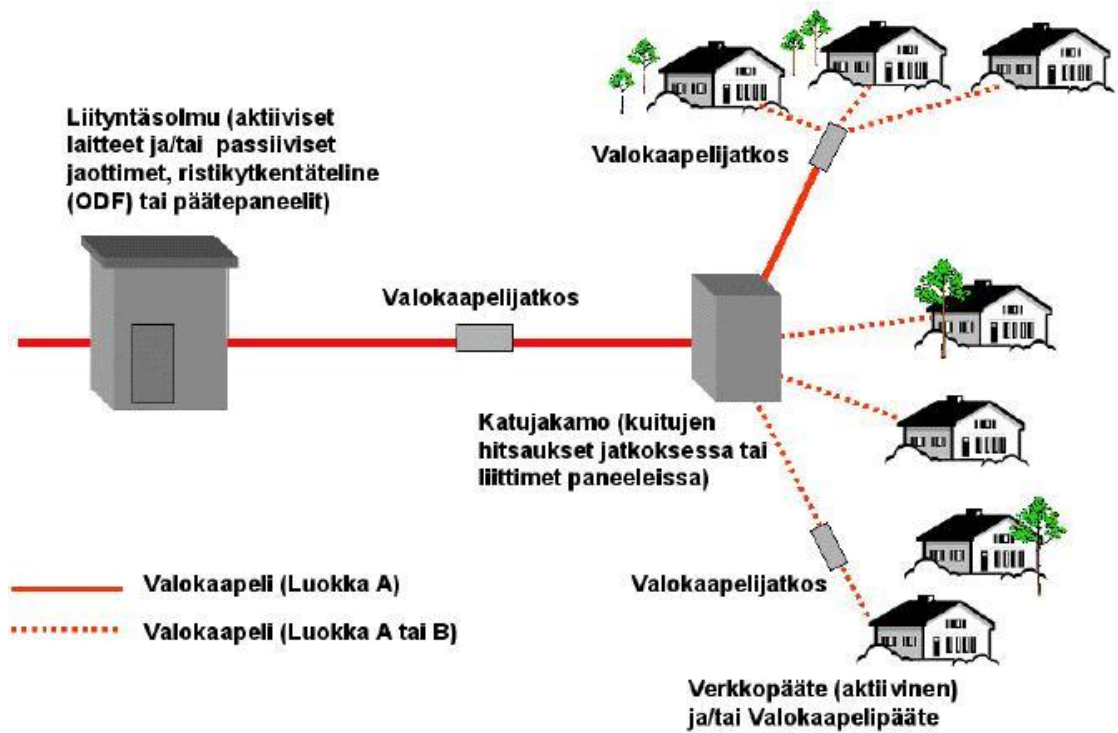 Liityntäsolmu (aktiiviset
laitteet ja/tai passiiviset
jaottimet, ristikytkentäteline
(ODF) tai päätepaneelit)
Valokaapelijatkos
Valokaapelijatkos
Katujakamo (kuitujen
hitsaukset jatkoksessa tai
liittimet paneeleissa)
Valokaapelijatkos
Valokaapeli (Luokka A)
Valokaapeli (Luokka A tai B)
Verkkopääte (aktiivinen)
ja/tai Valokaapelipääte